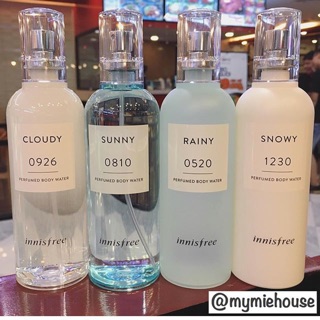 CLOUDY
0926
PERFUMED BODY WATER
innisfree
SUNNY
0810
PERFUMED BODY WATER
innisfree
RAINY
0520
PERFUMED BODY WATER
innisfree
SNOWY
1230
PERFUMED BODY WATER
innisfree
@mymiehouse